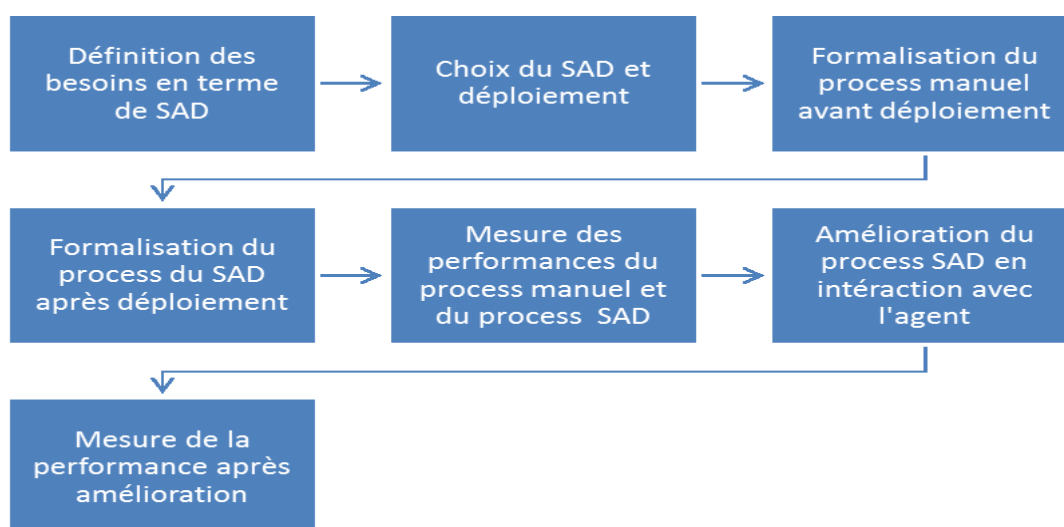 Définition des
besoins en terme
de SAD
Choix du SAD et
déploiement
Formalisation du
process manuel
avant déploiement
Formalisation du
process du SAD
après déploiement
Mesure des
performances du
process manuel et
du process SAD
Amélioration du
process SAD en
intéraction avec
l'agent
Mesure de la
performance après
amélioration